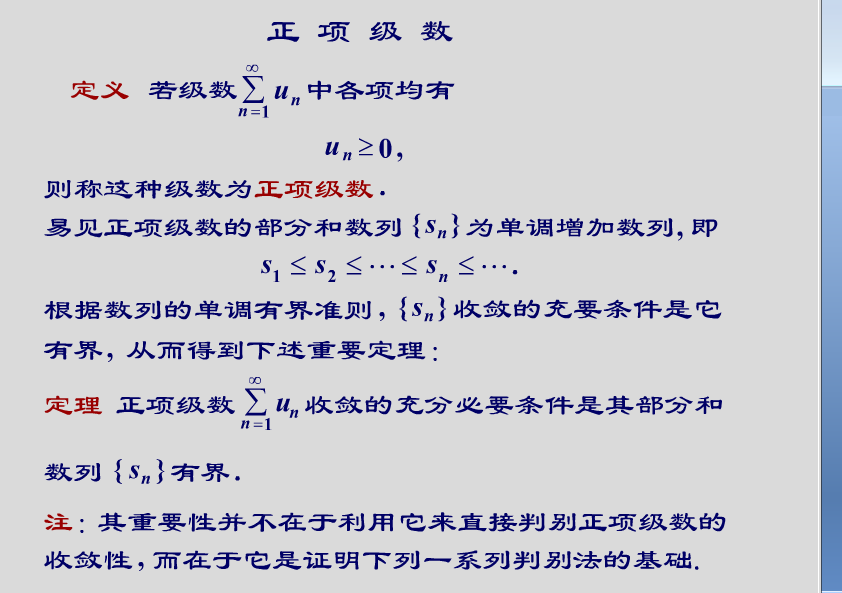 正 项 级 数
定义 若级数 $\sum_{n=1}^{\infty} u_n$ 中各项均有
$u_n \geq 0,$
则称这种级数为正项级数.
易见正项级数的部分和数列 $\{s_n\}$ 为单调增加数列, 即
$s_1 \leq s_2 \leq \cdots \leq s_n \leq \cdots.$
根据数列的单调有界准则, $\{s_n\}$ 收敛的充要条件是它
有界, 从而得到下述重要定理:
定理 正项级数 $\sum_{n=1}^{\infty} u_n$ 收敛的充分必要条件是其部分和
数列 $\{s_n\}$ 有界.
注: 其重要性并不在于利用它来直接判别正项级数的
收敛性, 而在于它是证明下列一系列判别法的基础.